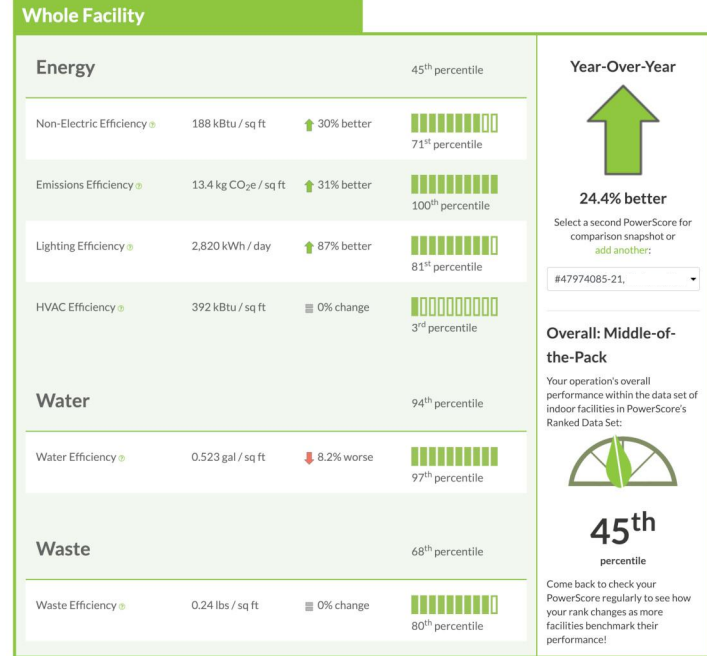 Whole Facility
Energy 45th percentile
Non-Electric Efficiency ? 188 kBtu / sq ft 30% better
71st percentile
Emissions Efficiency ? 13.4 kg CO2e / sq ft 31% better
100th percentile
Lighting Efficiency ? 2,820 kWh / day 87% better
81st percentile
HVAC Efficiency ? 392 kBtu / sq ft 0% change
3rd percentile
Water 94th percentile
Water Efficiency ? 0.523 gal / sq ft 8.2% worse
97th percentile
Waste 68th percentile
Waste Efficiency ? 0.24 lbs / sq ft 0% change
80th percentile
Year-Over-Year
24.4% better
Select a second PowerScore for
comparison snapshot or
add another:
#47974085-21,
Overall: Middle-of-
the-Pack
Your operation's overall
performance within the data set of
indoor facilities in PowerScore's
Ranked Data Set:
45th
percentile
Come back to check your
PowerScore regularly to see how
your rank changes as more
facilities benchmark their
performance!